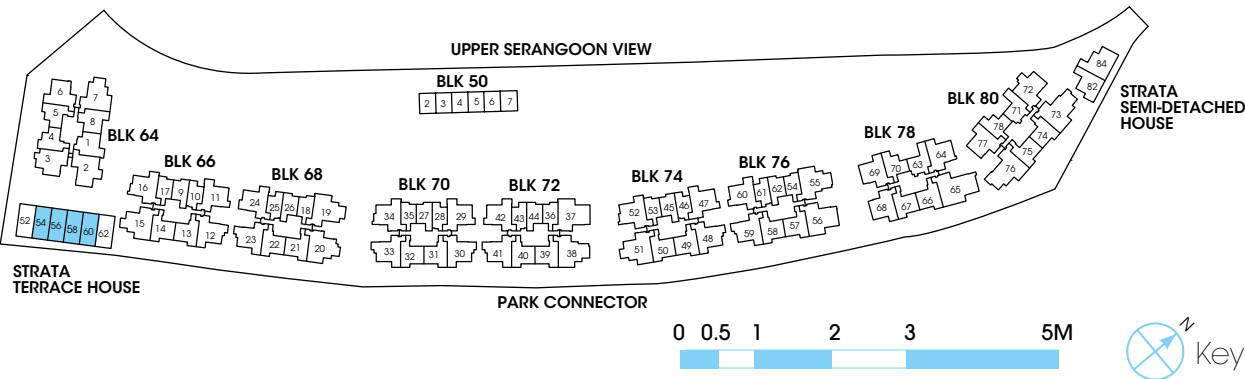 UPPER SERANGOON VIEW
BLK 50
2 3 4 5 6 7
6 7
5 8
4 1
3 2
BLK 64
BLK 66
16 17 9 10 11
15 14 13 12
BLK 68
24 25 26 18 19
23 22 21 20
BLK 70
34 35 27 28 29
33 32 31 30
BLK 72
42 43 44 36 37
41 40 39 38
BLK 74
52 53 45 46 47
51 50 49 48
BLK 76
60 61 62 54 55
59 58 57 56
BLK 78
69 70 63 64
68 67 66 65
BLK 80
72
71 73
78 74
77 75
76
84
82
STRATA
SEMI-DETACHED
HOUSE
52 54 56 58 60 62
STRATA
TERRACE HOUSE
PARK CONNECTOR
0 0.5 1 2 3 5M
N
Key